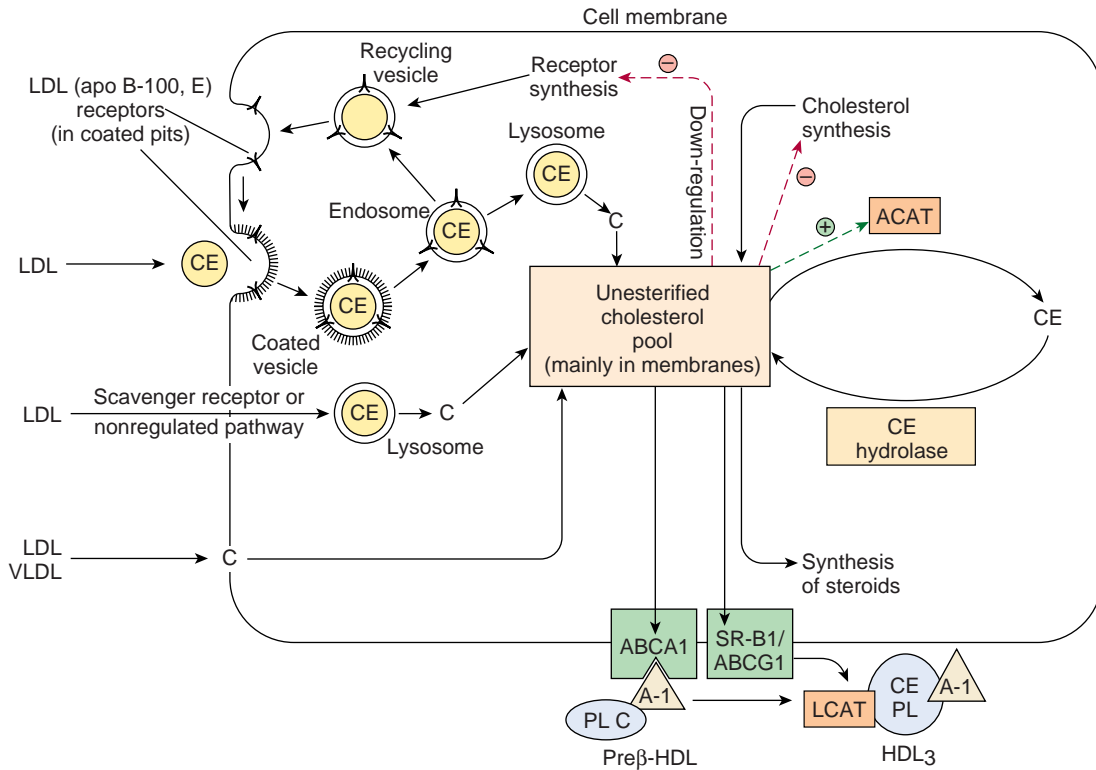 Cell membrane
Recycling
vesicle
Receptor
synthesis
−
LDL (apo B-100, E)
receptors
(in coated pits)
Lysosome
Down-regulation
Cholesterol
synthesis
−
CE
Endosome
CE
C
+
ACAT
LDL
CE
CE
Coated
vesicle
Unesterified
cholesterol
pool
(mainly in membranes)
CE
LDL
Scavenger receptor or
nonregulated pathway
CE
C
Lysosome
CE
hydrolase
LDL
VLDL
C
Synthesis
of steroids
ABCA1
SR-B1/
ABCG1
A-1
PL C
Preβ-HDL
LCAT
CE
PL
A-1
HDL3